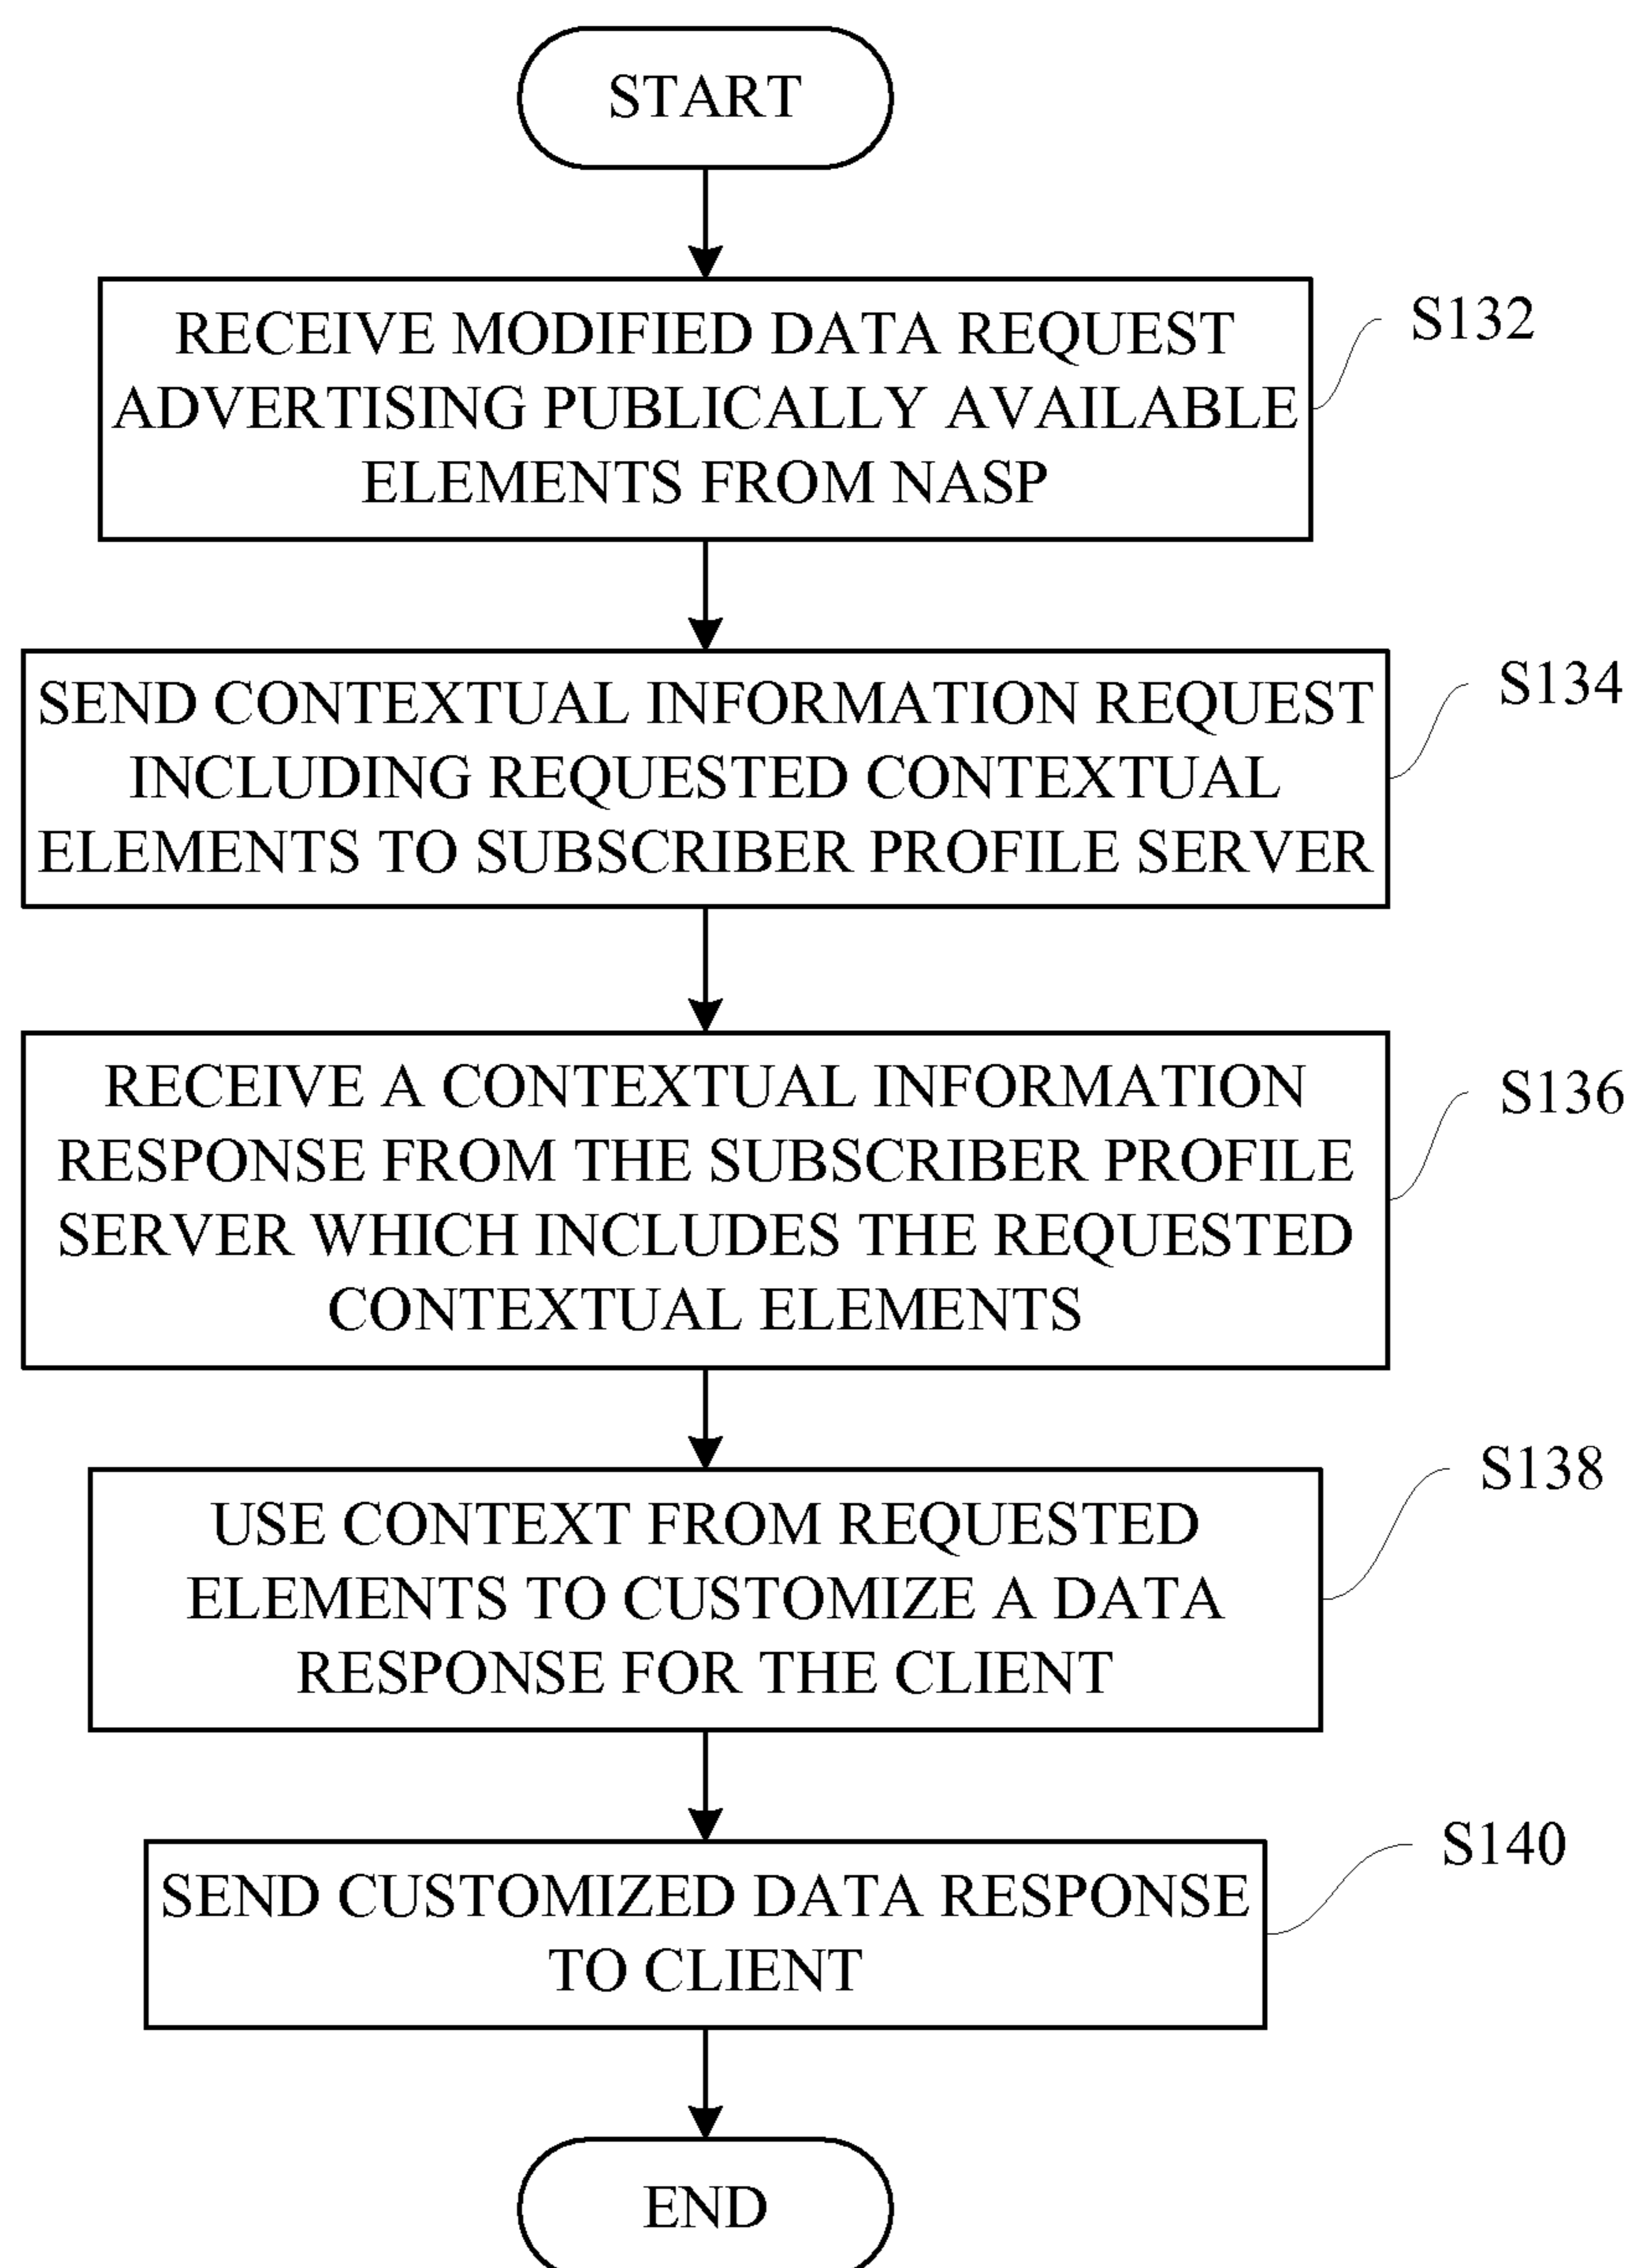 START
RECEIVE MODIFIED DATA REQUEST
ADVERTISING PUBLICALLY AVAILABLE
ELEMENTS FROM NASP
S132
SEND CONTEXTUAL INFORMATION REQUEST
INCLUDING REQUESTED CONTEXTUAL
ELEMENTS TO SUBSCRIBER PROFILE SERVER
S134
RECEIVE A CONTEXTUAL INFORMATION
RESPONSE FROM THE SUBSCRIBER PROFILE
SERVER WHICH INCLUDES THE REQUESTED
CONTEXTUAL ELEMENTS
S136
USE CONTEXT FROM REQUESTED
ELEMENTS TO CUSTOMIZE A DATA
RESPONSE FOR THE CLIENT
S138
SEND CUSTOMIZED DATA RESPONSE
TO CLIENT
S140
END